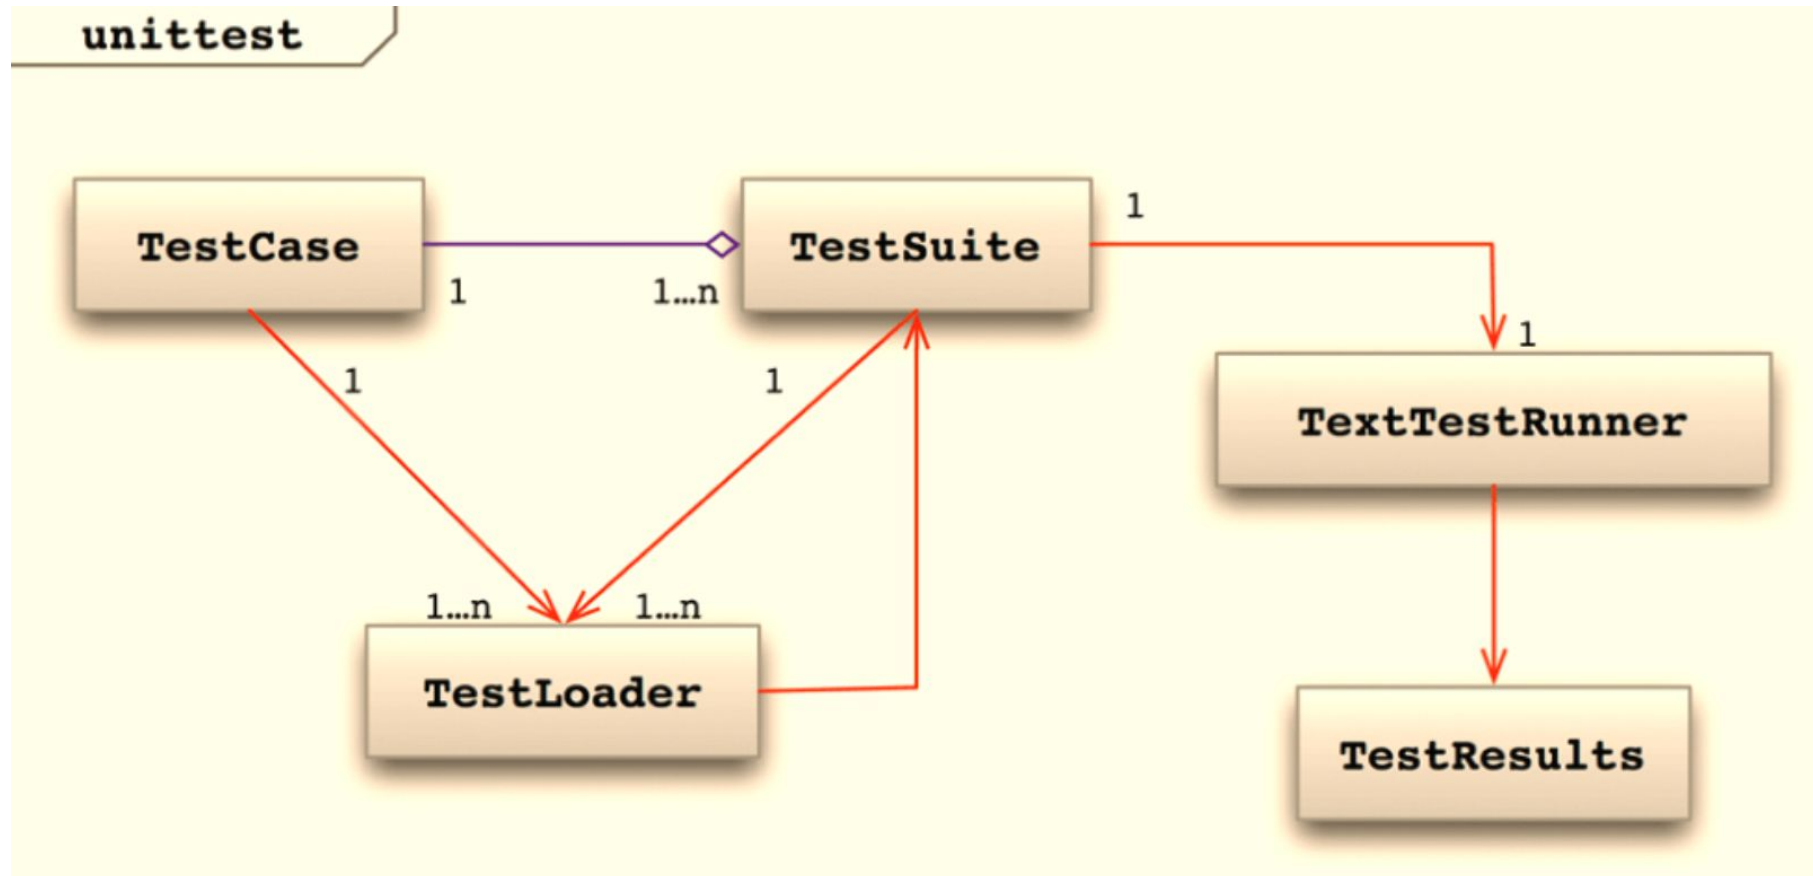 unittest
TestCase
TestSuite
1
1
1…n
1
1
1
TextTestRunner
1…n
1…n
TestLoader
TestResults